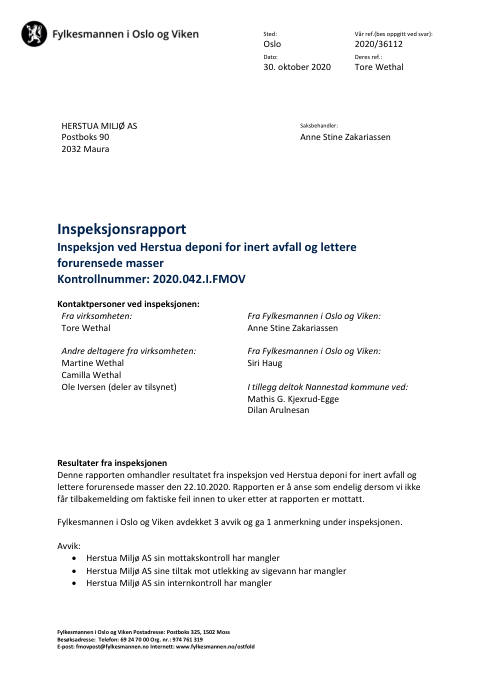 Fylkesmannen i Oslo og Viken
Sted:
Oslo
Vår ref.(bes oppgitt ved svar):
2020/36112
Dato:
30. oktober 2020
Deres ref.:
Tore Wethal
HERSTUA MILJØ AS
Postboks 90
2032 Maura
Saksbehandler:
Anne Stine Zakariassen
Inspeksjonsrapport
Inspeksjon ved Herstua deponi for inert avfall og lettere
forurensede masser
Kontrollnummer: 2020.042.I.FMOV
Kontaktpersoner ved inspeksjonen:
Fra virksomheten:
Tore Wethal
Fra Fylkesmannen i Oslo og Viken:
Anne Stine Zakariassen
Andre deltagere fra virksomheten:
Martine Wethal
Camilla Wethal
Ole Iversen (deler av tilsynet)
Fra Fylkesmannen i Oslo og Viken:
Siri Haug
I tillegg deltok Nannestad kommune ved:
Mathis G. Kjexrud-Egge
Dilan Arulnesan
Resultater fra inspeksjonen
Denne rapporten omhandler resultatet fra inspeksjon ved Herstua deponi for inert avfall og
lettere forurensede masser den 22.10.2020. Rapporten er å anse som endelig dersom vi ikke
får tilbakemelding om faktiske feil innen to uker etter at rapporten er mottatt.
Fylkesmannen i Oslo og Viken avdekket 3 avvik og ga 1 anmerkning under inspeksjonen.
Avvik:
• Herstua Miljø AS sin mottakskontroll har mangler
• Herstua Miljø AS sine tiltak mot utlekking av sigevann har mangler
• Herstua Miljø AS sin internkontroll har mangler
Fylkesmannen i Oslo og Viken Postadresse: Postboks 325, 1502 Moss
Besøksadresse: Telefon: 69 24 70 00 Org. nr.: 974 761 319
E-post: fmovpost@fylkesmannen.no Internett: www.fylkesmannen.no/ostfold